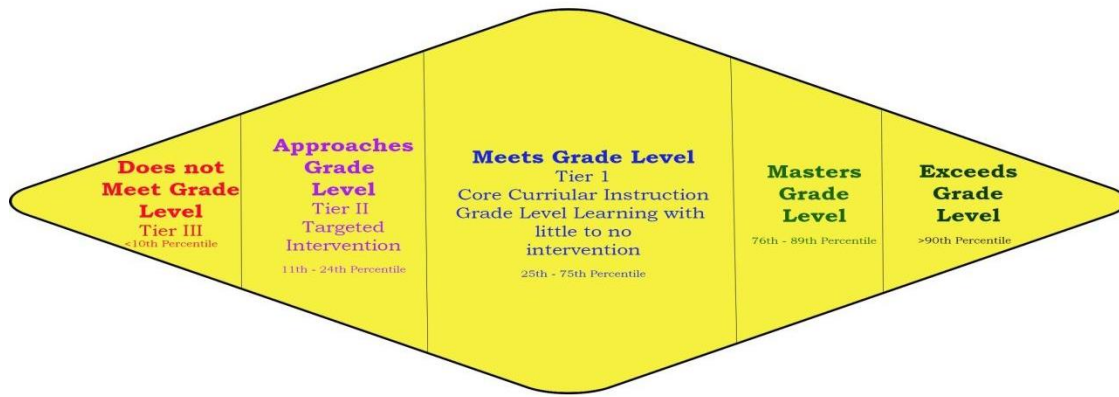 Does not
Meet Grade
Level
Tier III
<10th Percentile
Approaches
Grade
Level
Tier II
Targeted
Intervention
11th - 24th Percentile
Meets Grade Level
Tier 1
Core Curriular Instruction
Grade Level Learning with
little to no
intervention
25th - 75th Percentile
Masters
Grade
Level
76th - 89th Percentile
Exceeds
Grade
Level
>90th Percentile